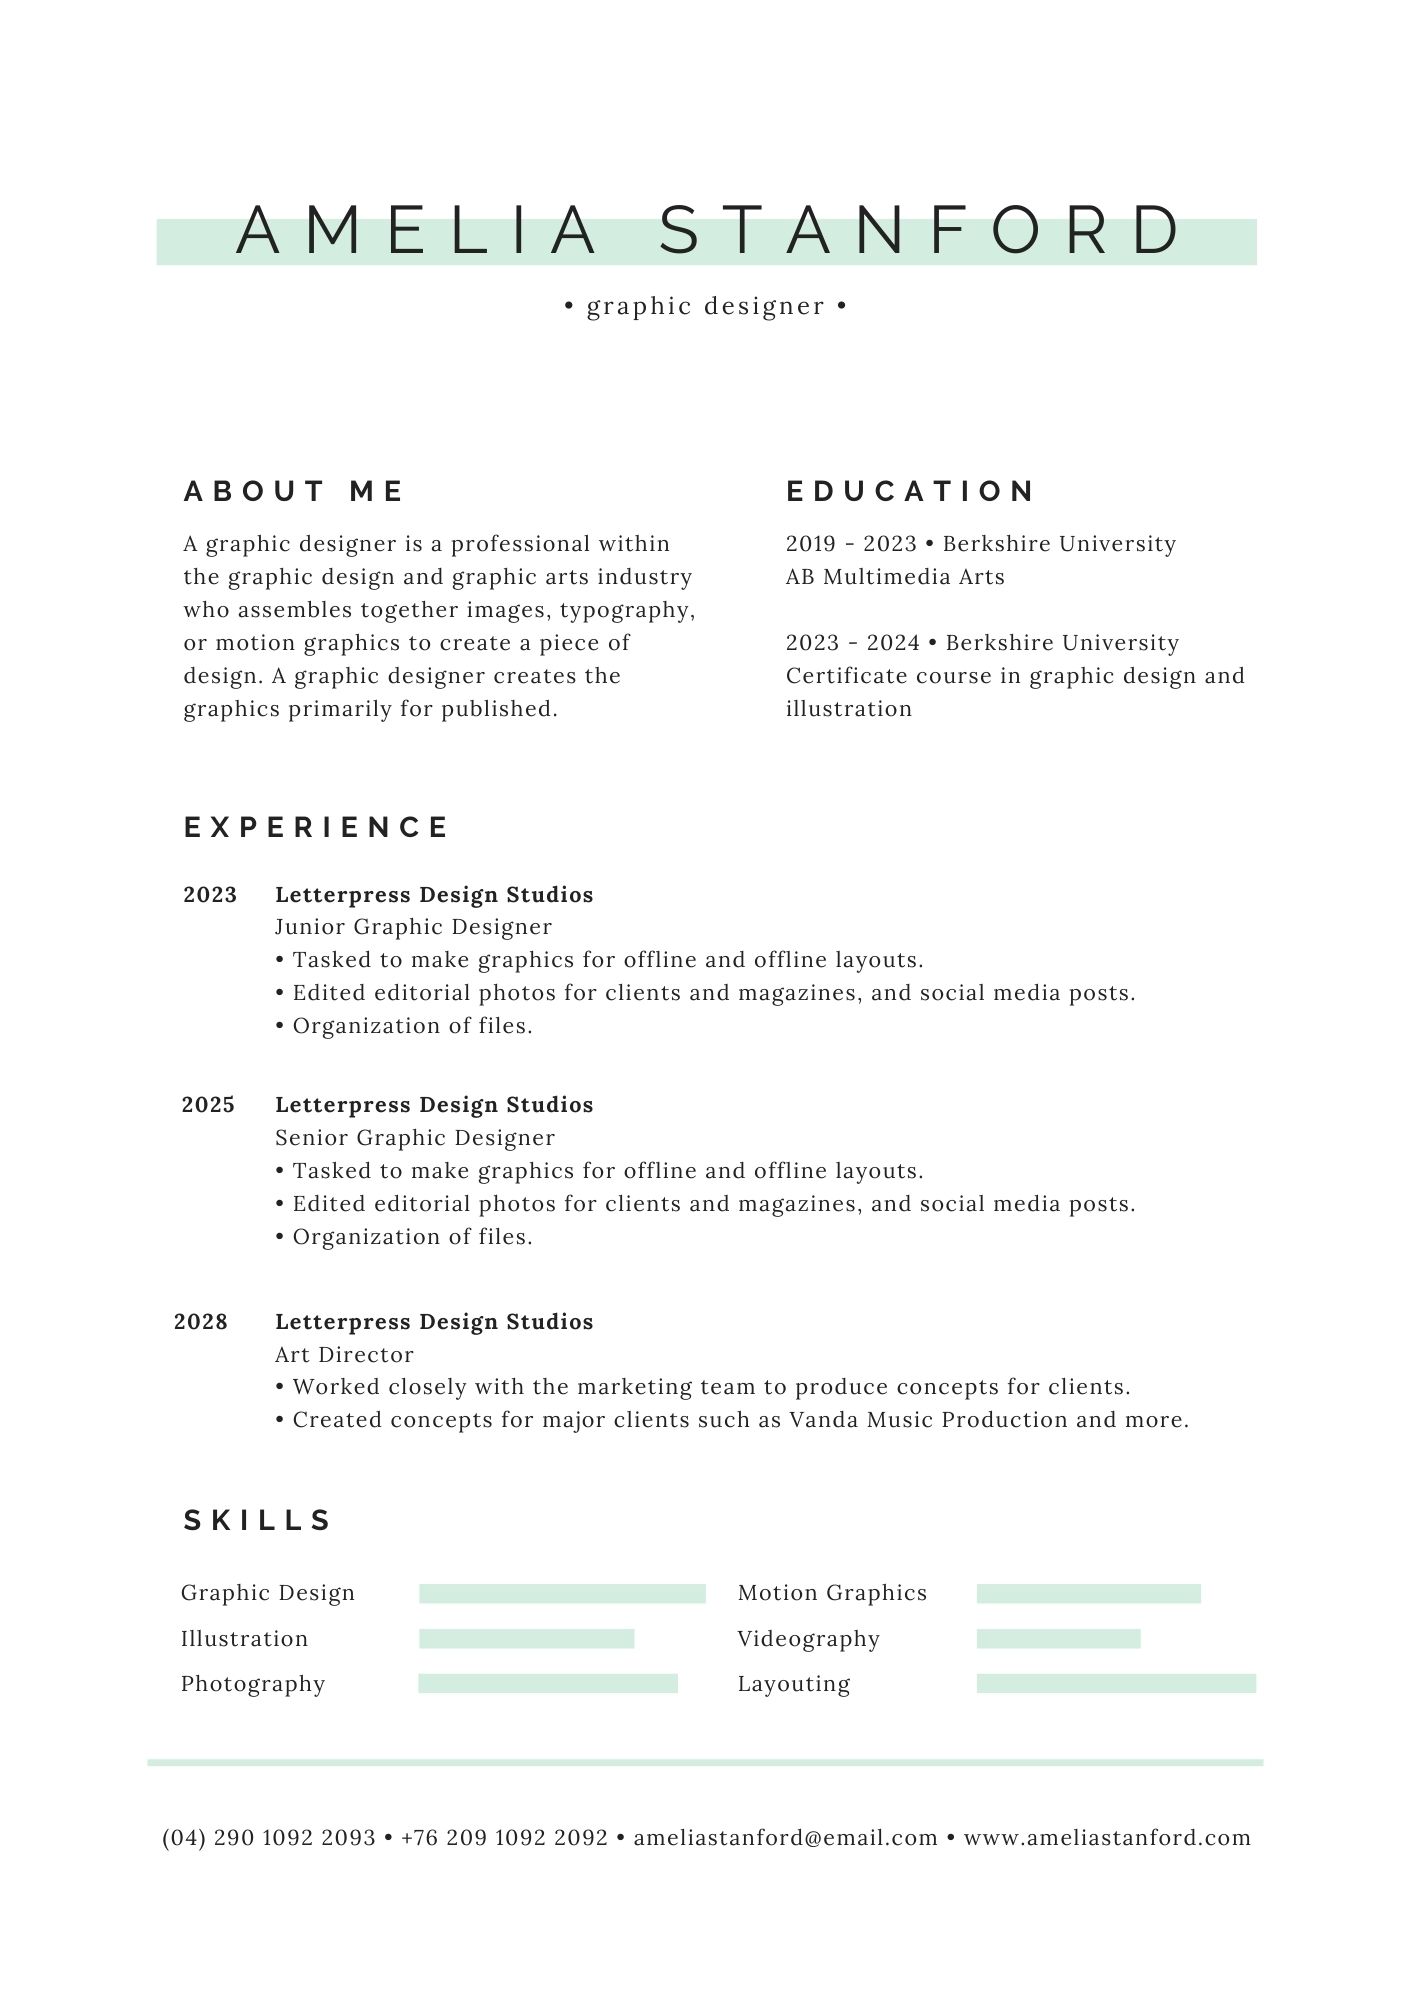 AMELIA STANFORD
• graphic designer •
ABOUT ME
A graphic designer is a professional within
the graphic design and graphic arts industry
who assembles together images, typography,
or motion graphics to create a piece of
design. A graphic designer creates the
graphics primarily for published.
EDUCATION
2019 - 2023 • Berkshire University
AB Multimedia Arts
2023 - 2024 • Berkshire University
Certificate course in graphic design and
illustration
EXPERIENCE
2023 Letterpress Design Studios
Junior Graphic Designer
• Tasked to make graphics for offline and offline layouts.
• Edited editorial photos for clients and magazines, and social media posts.
• Organization of files.
2025 Letterpress Design Studios
Senior Graphic Designer
• Tasked to make graphics for offline and offline layouts.
• Edited editorial photos for clients and magazines, and social media posts.
• Organization of files.
2028 Letterpress Design Studios
Art Director
• Worked closely with the marketing team to produce concepts for clients.
• Created concepts for major clients such as Vanda Music Production and more.
SKILLS
Graphic Design
Illustration
Photography
Motion Graphics
Videography
Layouting
(04) 290 1092 2093 • +76 209 1092 2092 • ameliastanford@email.com • www.ameliastanford.com